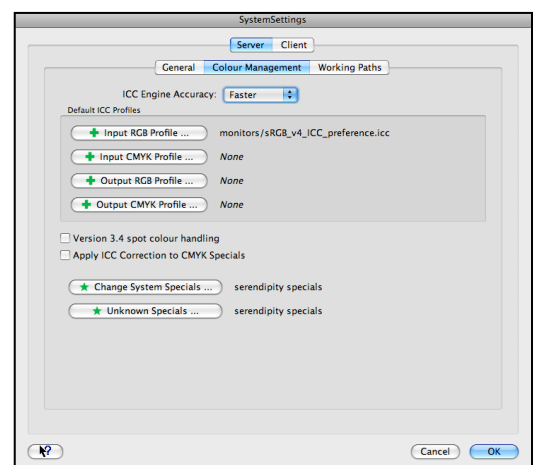 SystemSettings
Server Client
General Colour Management Working Paths
ICC Engine Accuracy: Faster
Default ICC Profiles
Input RGB Profile ... monitors/sRGB_v4_ICC_preference.icc
Input CMYK Profile ... None
Output RGB Profile ... None
Output CMYK Profile ... None
Version 3.4 spot colour handling
Apply ICC Correction to CMYK Specials
Change System Specials ... serendipity specials
Unknown Specials ... serendipity specials
? Cancel OK